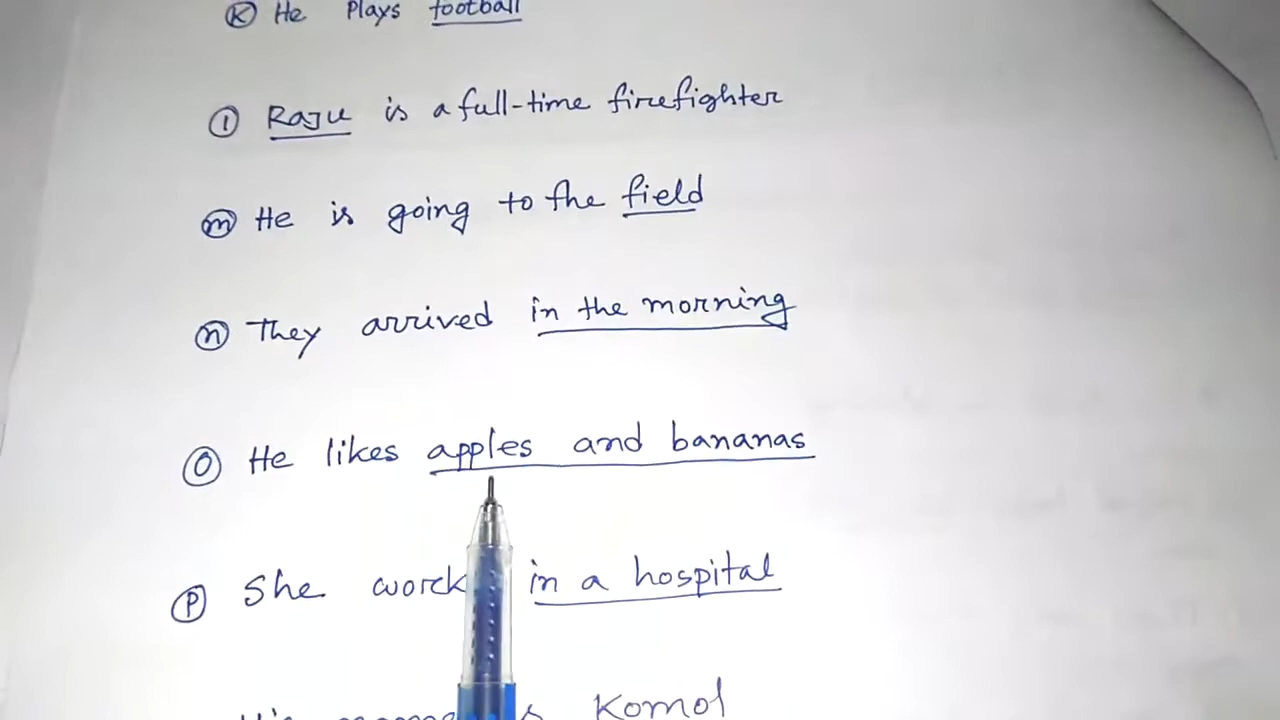 (K) He Plays football
(l) Raju is a full-time firefighter
(m) He is going to the field
(n) They arrived in the morning
(O) He likes apples and bananas
(P) She work in a hospital
Komol